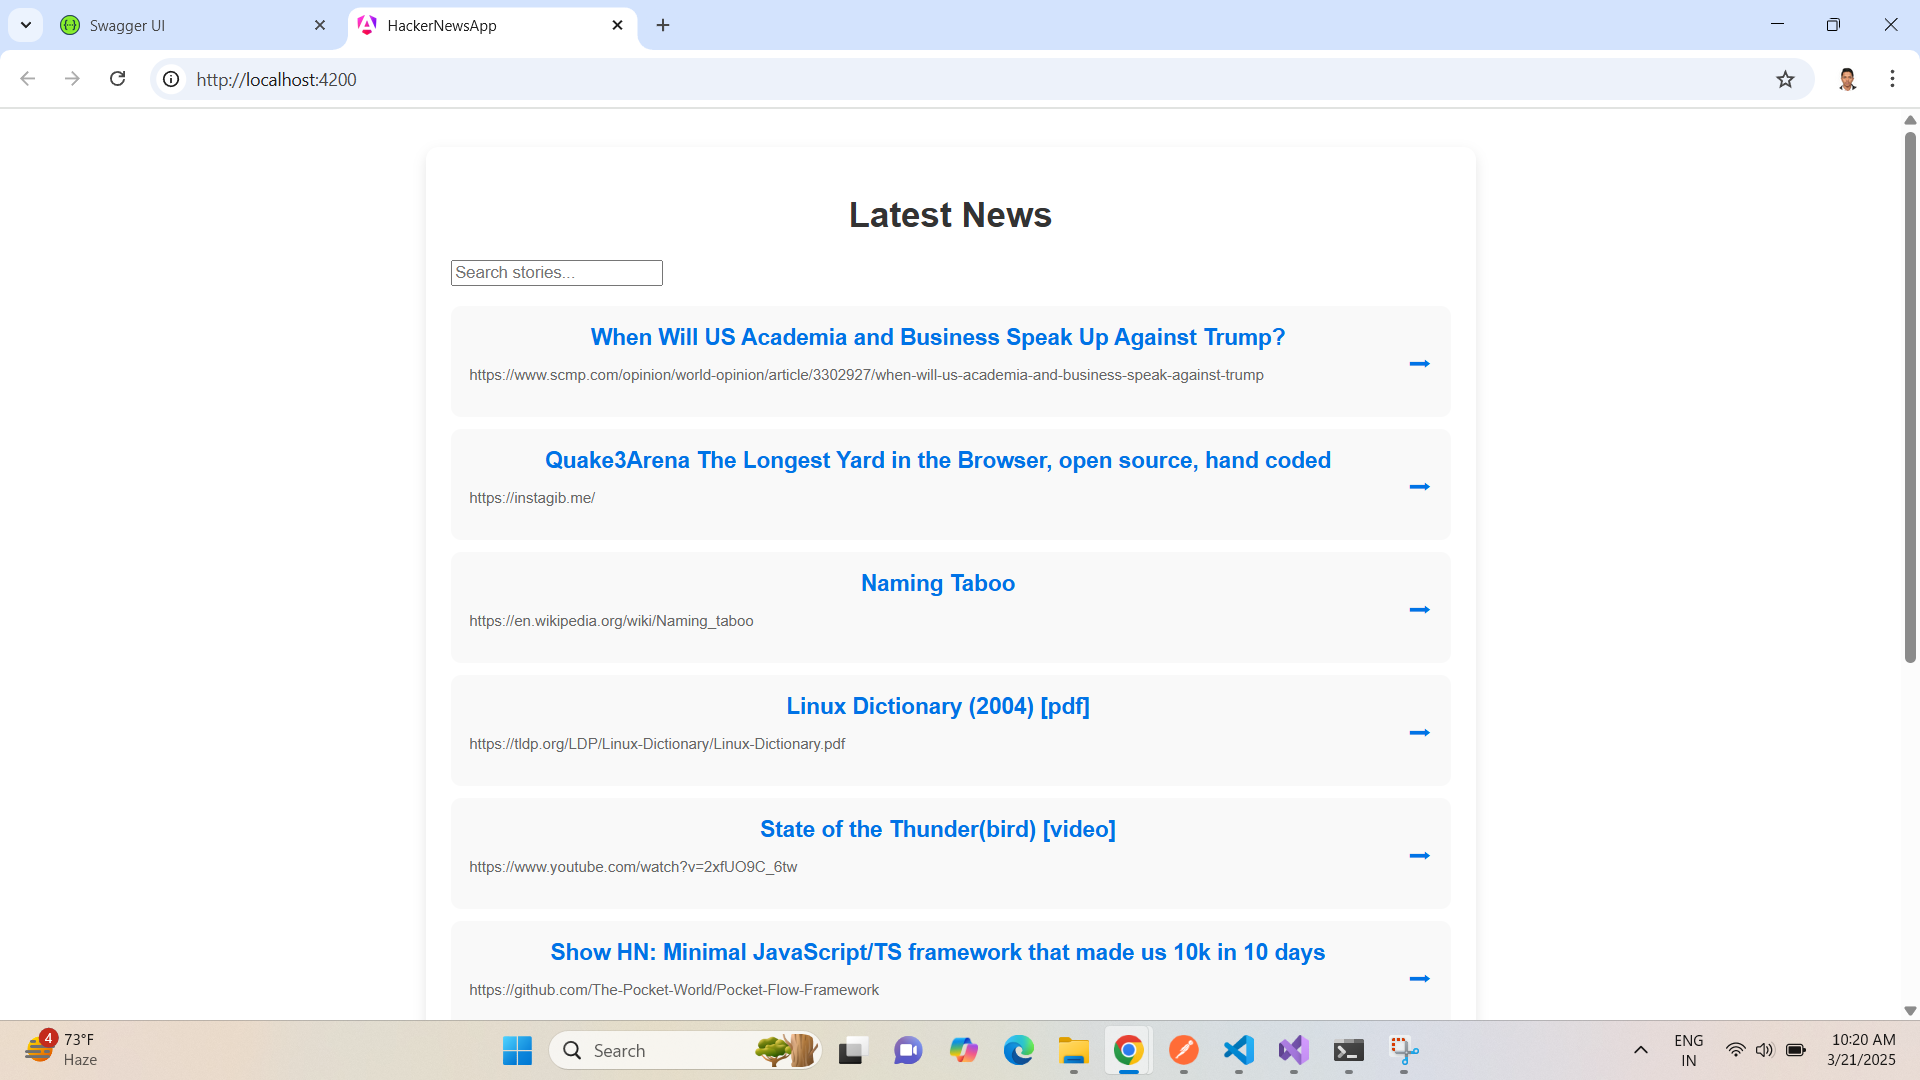 Swagger UI
HackerNewsApp
http://localhost:4200
Latest News
Search stories...
When Will US Academia and Business Speak Up Against Trump?
https://www.scmp.com/opinion/world-opinion/article/3302927/when-will-us-academia-and-business-speak-against-trump
Quake3Arena The Longest Yard in the Browser, open source, hand coded
https://instagib.me/
Naming Taboo
https://en.wikipedia.org/wiki/Naming_taboo
Linux Dictionary (2004) [pdf]
https://tldp.org/LDP/Linux-Dictionary/Linux-Dictionary.pdf
State of the Thunder(bird) [video]
https://www.youtube.com/watch?v=2xfUO9C_6tw
Show HN: Minimal JavaScript/TS framework that made us 10k in 10 days
https://github.com/The-Pocket-World/Pocket-Flow-Framework
4
73°F
Haze
Search
ENG
IN
10:20 AM
3/21/2025